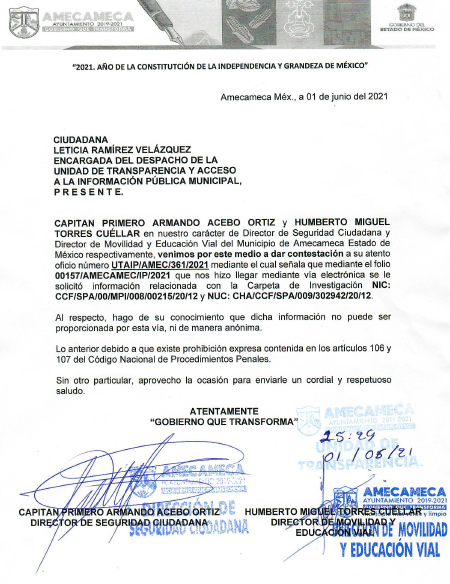 AMECAMECA
AYUNTAMIENTO 2019-2021
GOBIERNO QUE TRANSFORMA
GOBIERNO DEL
ESTADO DE MÉXICO
"2021. AÑO DE LA CONSTITUCIÓN DE LA INDEPENDENCIA Y GRANDEZA DE MÉXICO"
Amecameca Méx., a 01 de junio del 2021
CIUDADANA
LETICIA RAMÍREZ VELÁZQUEZ
ENCARGADA DEL DESPACHO DE LA
UNIDAD DE TRANSPARENCIA Y ACCESO
A LA INFORMACIÓN PÚBLICA MUNICIPAL,
P R E S E N T E.
CAPITAN PRIMERO ARMANDO ACEBO ORTIZ y HUMBERTO MIGUEL
TORRES CUÉLLAR en nuestro carácter de Director de Seguridad Ciudadana y
Director de Movilidad y Educación Vial del Municipio de Amecameca Estado de
México respectivamente, venimos por este medio a dar contestación a su atento
oficio número UTAIP/AMEC/361/2021 mediante el cual señala que mediante el folio
00157/AMECAMEC/IP/2021 que nos hizo llegar mediante vía electrónica se le
solicitó información relacionada con la Carpeta de Investigación NIC:
CCF/SPA/00/MPI/008/00215/20/12 y NUC: CHA/CCF/SPA/009/302942/20/12.
Al respecto, hago de su conocimiento que dicha información no puede ser
proporcionada por esta vía, ni de manera anónima.
Lo anterior debido a que existe prohibición expresa contenida en los artículos 106 y
107 del Código Nacional de Procedimientos Penales.
Sin otro particular, aprovecho la ocasión para enviarle un cordial y respetuoso
saludo.
ATENTAMENTE
"GOBIERNO QUE TRANSFORMA"
AMECAMECA
AYUNTAMIENTO 2019-2021
15:29
01/06/21
TRANSPARENCIA.
AMECAMECA
DIRECCIÓN DE
SEGURIDAD CIUDADANA
AMECAMECA
AYUNTAMIENTO 2019-2021
CAPITAN PRIMERO ARMANDO ACEBO ORTIZ
DIRECTOR DE SEGURIDAD CIUDADANA
HUMBERTO MIGUEL TORRES CUELLAR
DIRECTOR DE MOVILIDAD Y
EDUCACIÓN VIAL
DIRECCIÓN DE MOVILIDAD
Y EDUCACIÓN VIAL